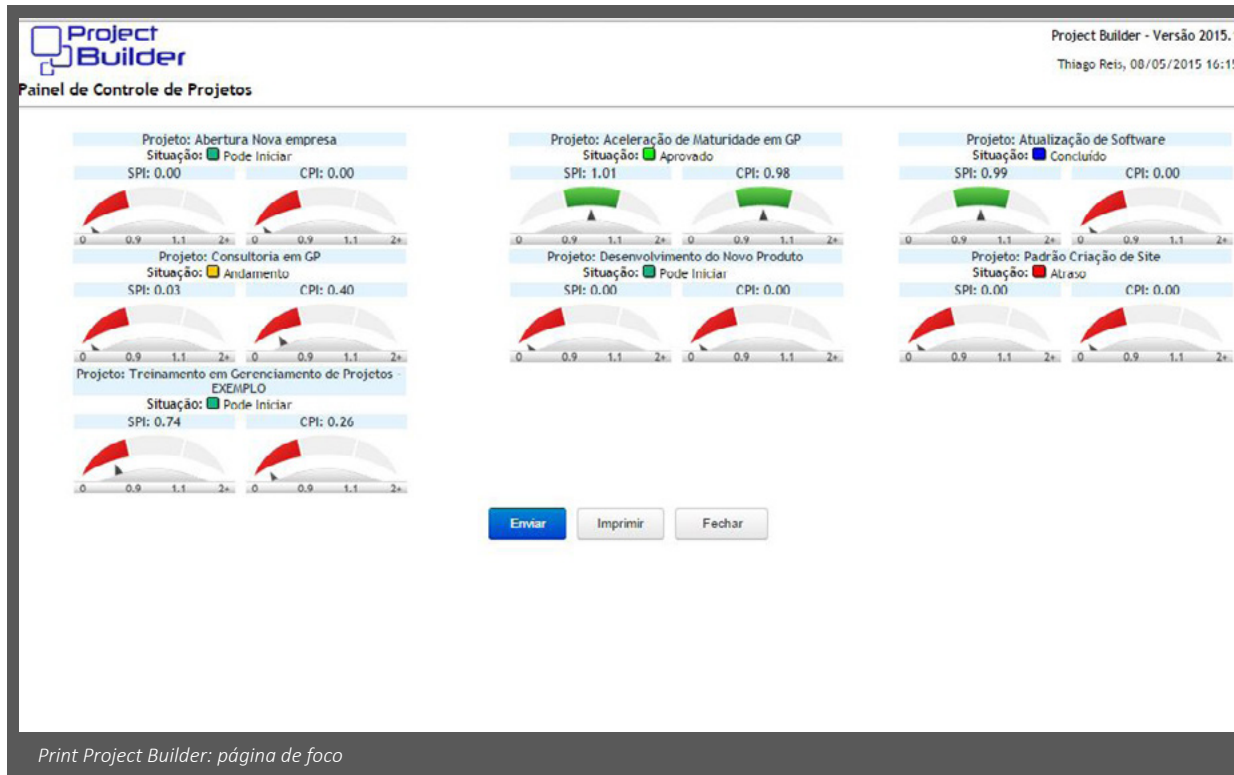 Project
Builder
Project Builder - Versão 2015.
Thiago Reis, 08/05/2015 16:15
Painel de Controle de Projetos
Projeto: Abertura Nova empresa
Situação: Pode Iniciar
SPI: 0.00 CPI: 0.00
0 0.9 1.1 2+ 0 0.9 1.1 2+
Projeto: Aceleração de Maturidade em GP
Situação: Aprovado
SPI: 1.01 CPI: 0.98
0 0.9 1.1 2+ 0 0.9 1.1 2+
Projeto: Atualização de Software
Situação: Concluído
SPI: 0.99 CPI: 0.00
0 0.9 1.1 2+ 0 0.9 1.1 2+
Projeto: Consultoria em GP
Situação: Andamento
SPI: 0.03 CPI: 0.40
0 0.9 1.1 2+ 0 0.9 1.1 2+
Projeto: Desenvolvimento do Novo Produto
Situação: Pode Iniciar
SPI: 0.00 CPI: 0.00
0 0.9 1.1 2+ 0 0.9 1.1 2+
Projeto: Padrão Criação de Site
Situação: Atraso
SPI: 0.00 CPI: 0.00
0 0.9 1.1 2+ 0 0.9 1.1 2+
Projeto: Treinamento em Gerenciamento de Projetos -
EXEMPLO
Situação: Pode Iniciar
SPI: 0.74 CPI: 0.26
0 0.9 1.1 2+ 0 0.9 1.1 2+
Enviar Imprimir Fechar
Print Project Builder: página de foco